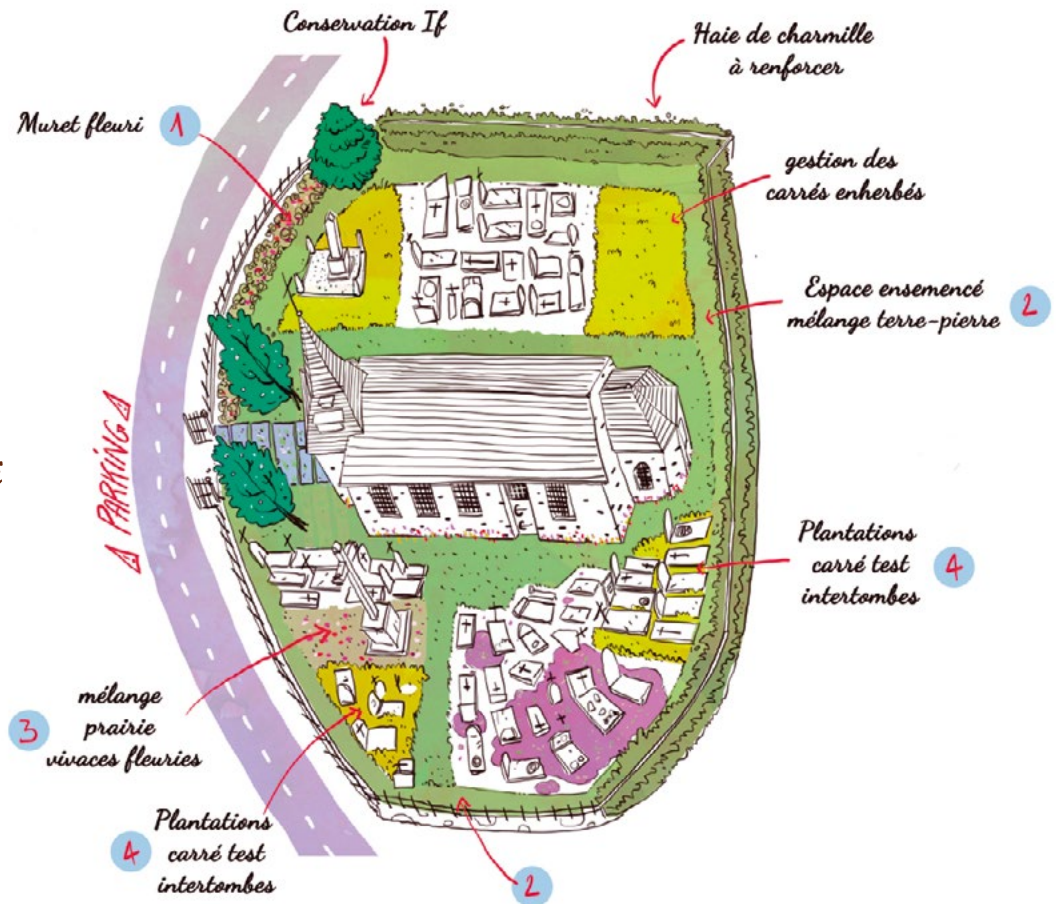 Conservation If
Haie de charmille
à renforcer
Muret fleuri 1
gestion des
carrés enherbés
Espace ensemencé
mélange terre-pierre 2
PARKING
Plantations
carré test
intertombes 4
mélange
prairie
vivaces fleuries 3
Plantations
carré test
intertombes 4
2